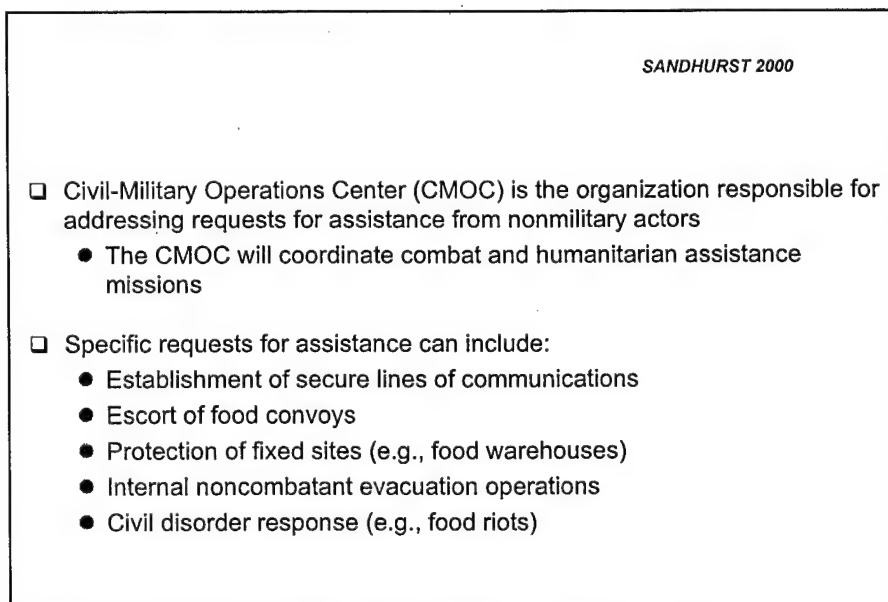 SANDHURST 2000
❑ Civil-Military Operations Center (CMOC) is the organization responsible for
addressing requests for assistance from nonmilitary actors
● The CMOC will coordinate combat and humanitarian assistance
missions
❑ Specific requests for assistance can include:
● Establishment of secure lines of communications
● Escort of food convoys
● Protection of fixed sites (e.g., food warehouses)
● Internal noncombatant evacuation operations
● Civil disorder response (e.g., food riots)